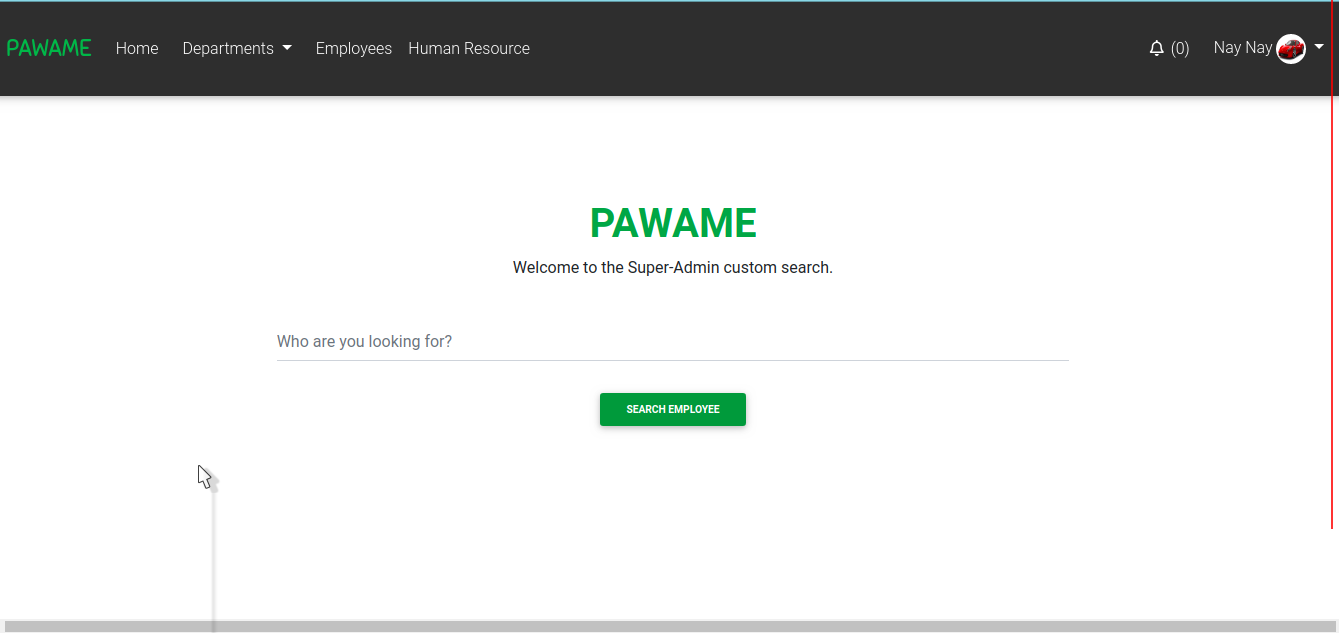 PAWAME Home Departments Employees Human Resource (0) Nay Nay
PAWAME
Welcome to the Super-Admin custom search.
Who are you looking for?
SEARCH EMPLOYEE